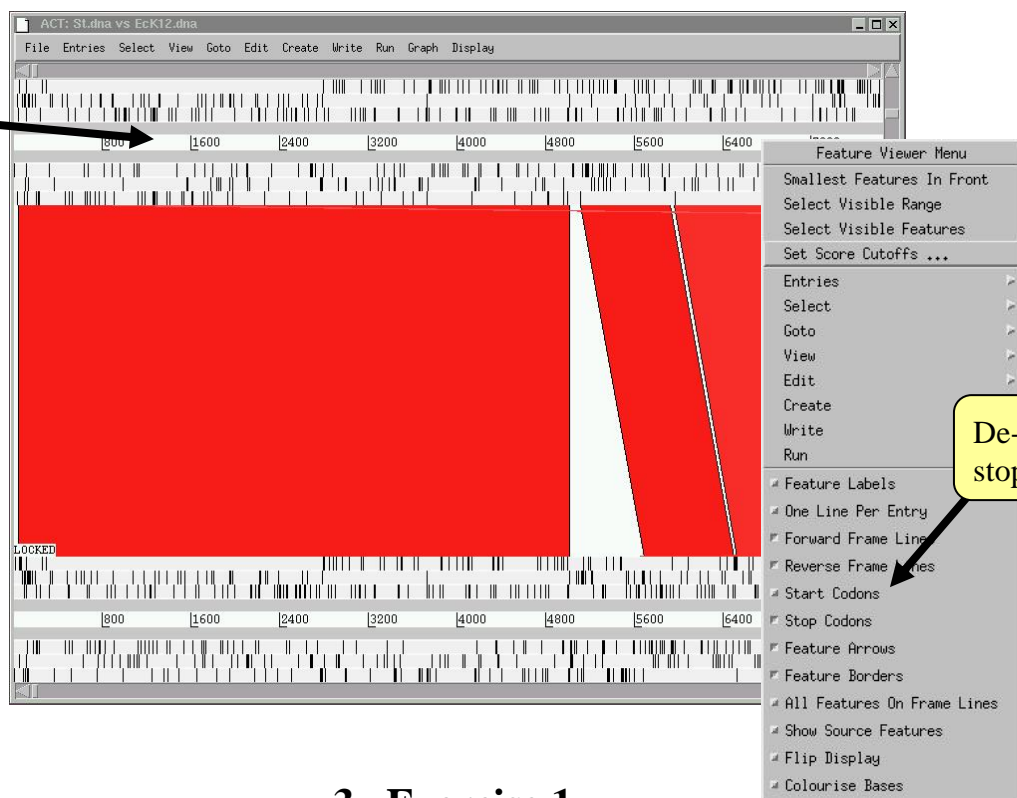 ACT: St.dna vs EcK12.dna
File Entries Select View Goto Edit Create Write Run Graph Display
800 1600 2400 3200 4000 4800 5600 6400
Feature Viewer Menu
Smallest Features In Front
Select Visible Range
Select Visible Features
Set Score Cutoffs ...
Entries
Select
Goto
View
Edit
Create
Write
Run
De-
stop
Feature Labels
One Line Per Entry
Forward Frame Lines
Reverse Frame Lines
Start Codons
Stop Codons
Feature Arrows
Feature Borders
All Features On Frame Lines
Show Source Features
Flip Display
Colourise Bases
LOCKED
800 1600 2400 3200 4000 4800 5600 6400